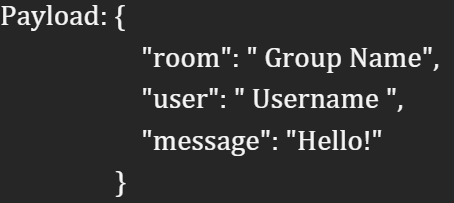 Payload: {
"room": " Group Name",
"user": " Username ",
"message": "Hello!"
}